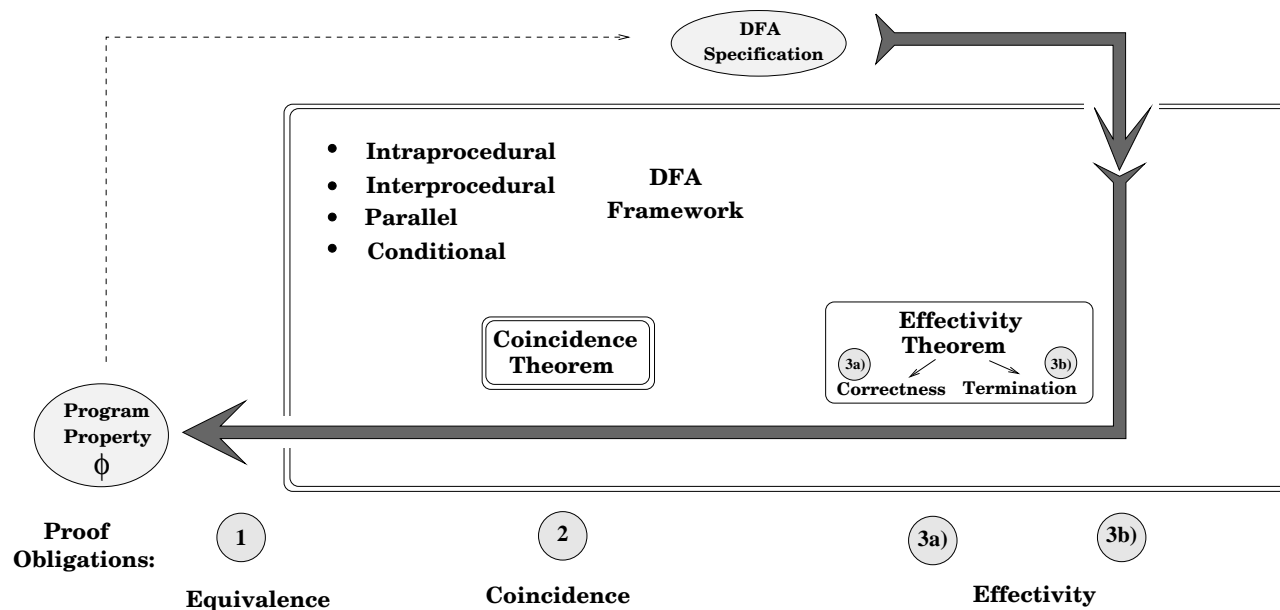 DFA
Specification
• Intraprocedural
• Interprocedural
• Parallel
• Conditional
DFA
Framework
Coincidence
Theorem
Effectivity
Theorem
3a)
3b)
Correctness
Termination
Program
Property
ϕ
Proof
Obligations:
1
2
3a)
3b)
Equivalence
Coincidence
Effectivity